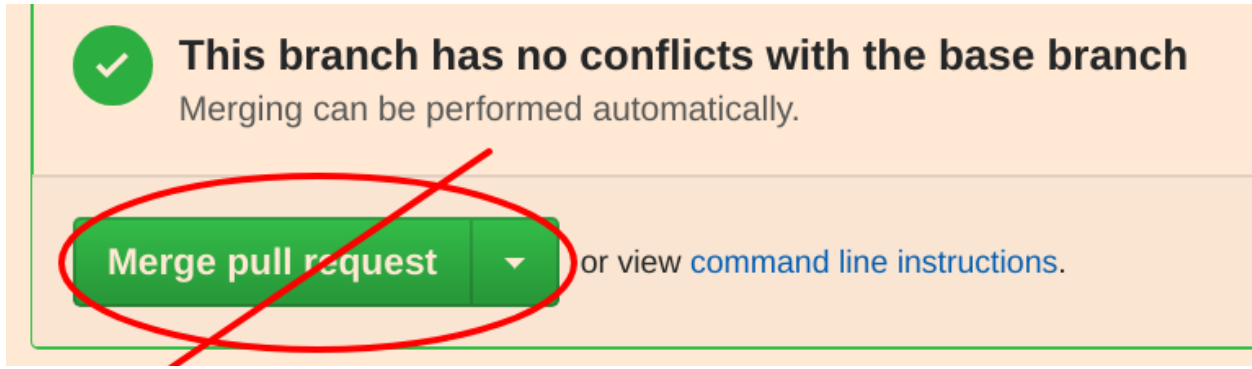 This branch has no conflicts with the base branch
Merging can be performed automatically.
Merge pull request or view command line instructions.